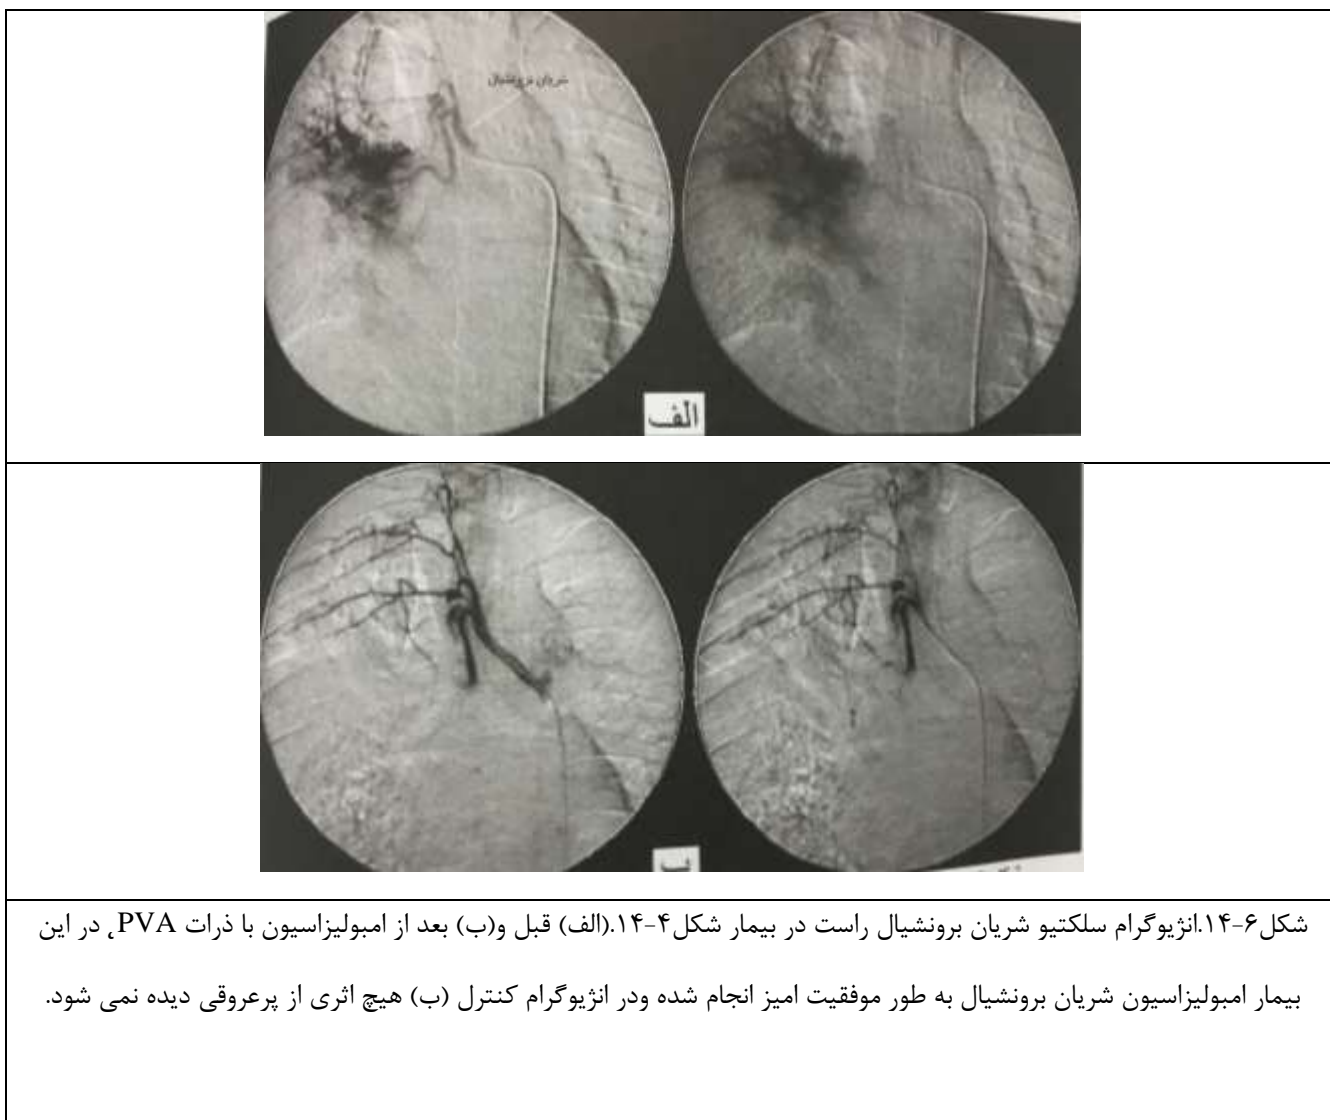 شریان برونشیال
الف
ب
شکل۶-۱۴.انژیوگرام سلکتیو شریان برونشیال راست در بیمار شکل۴-۱۴.(الف) قبل و(ب) بعد از امبولیزاسیون با ذرات PVA، در این
بیمار امبولیزاسیون شریان برونشیال به طور موفقیت امیز انجام شده ودر انژیوگرام کنترل (ب) هیچ اثری از پرعروقی دیده نمی شود.